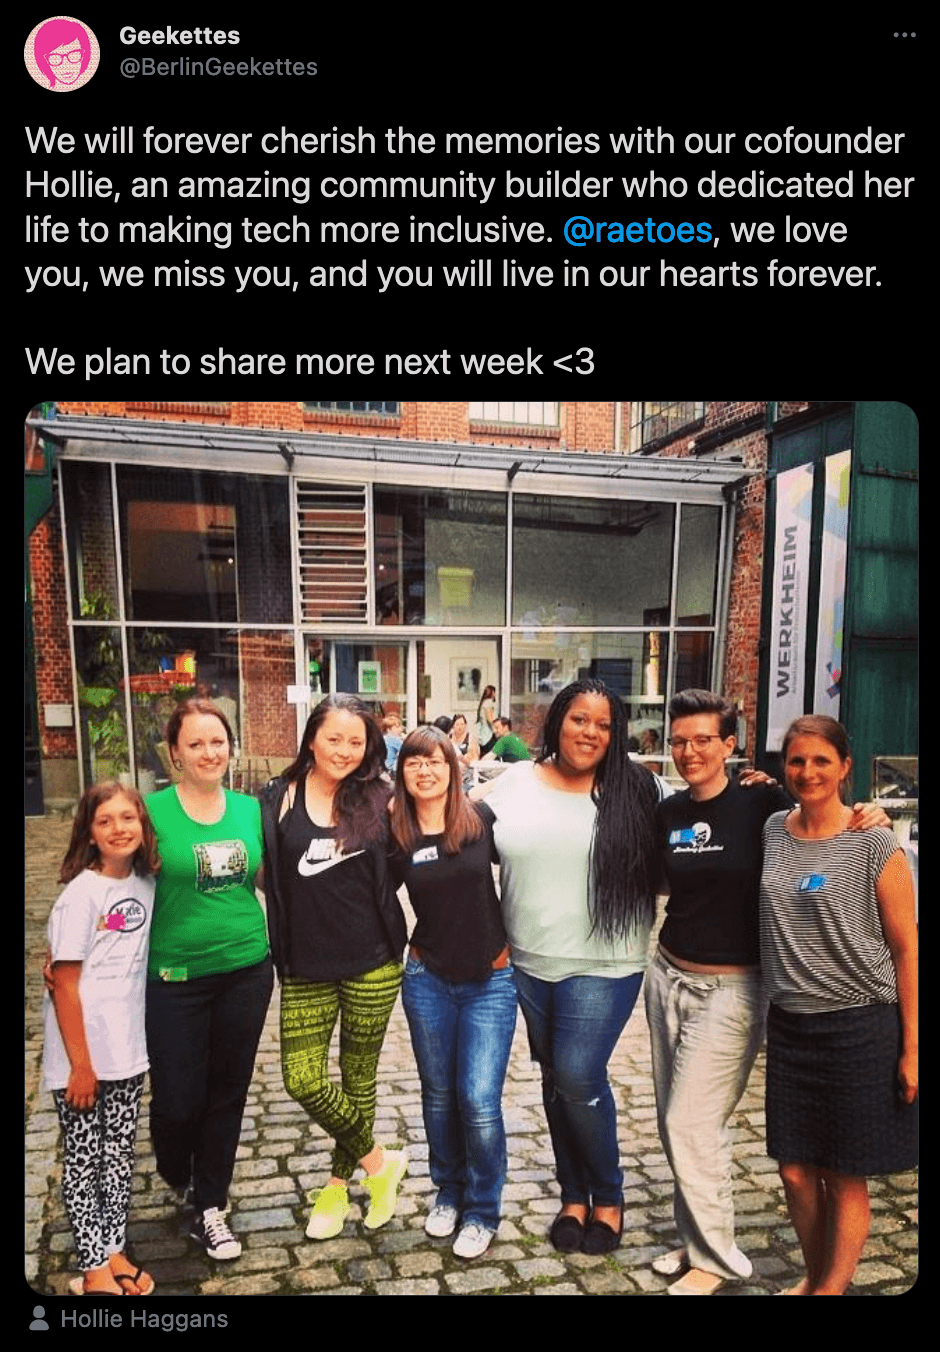 Geekettes
@BerlinGeekettes
We will forever cherish the memories with our cofounder
Hollie, an amazing community builder who dedicated her
life to making tech more inclusive. @raetoes, we love
you, we miss you, and you will live in our hearts forever.
We plan to share more next week <3
WERKHEIM
Hollie Haggans